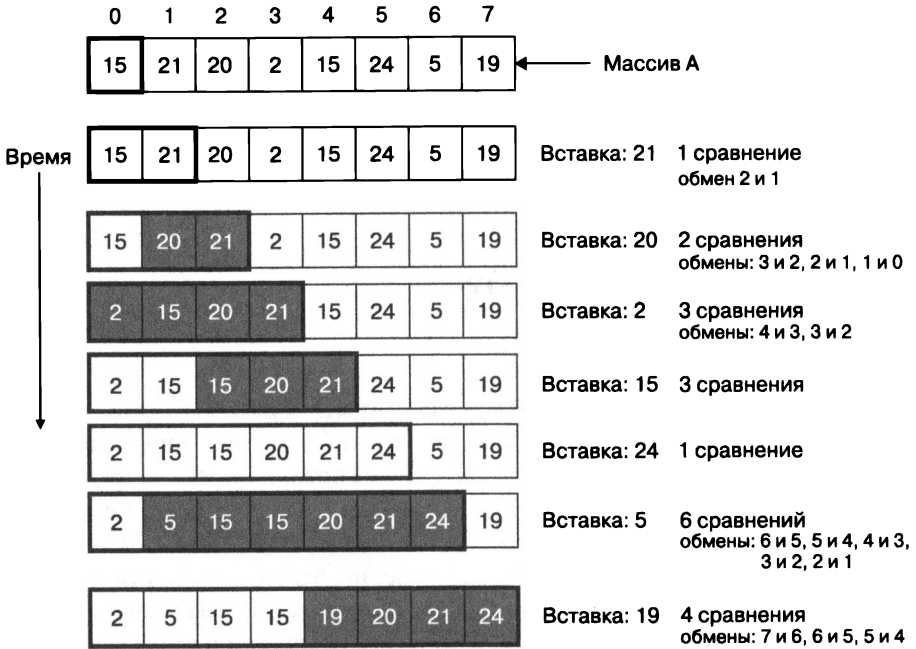 0 1 2 3 4 5 6 7
15 21 20 2 15 24 5 19 Массив А
Время
15 21 20 2 15 24 5 19 Вставка: 21 1 сравнение
обмен 2 и 1
15 20 21 2 15 24 5 19 Вставка: 20 2 сравнения
обмены: 3 и 2, 2 и 1, 1 и 0
2 15 20 21 15 24 5 19 Вставка: 2 3 сравнения
обмены: 4 и 3, 3 и 2
2 15 15 20 21 24 5 19 Вставка: 15 3 сравнения
2 15 15 20 21 24 5 19 Вставка: 24 1 сравнение
2 5 15 15 20 21 24 19 Вставка: 5 6 сравнений
обмены: 6 и 5, 5 и 4, 4 и 3,
3 и 2, 2 и 1
2 5 15 15 19 20 21 24 Вставка: 19 4 сравнения
обмены: 7 и 6, 6 и 5, 5 и 4